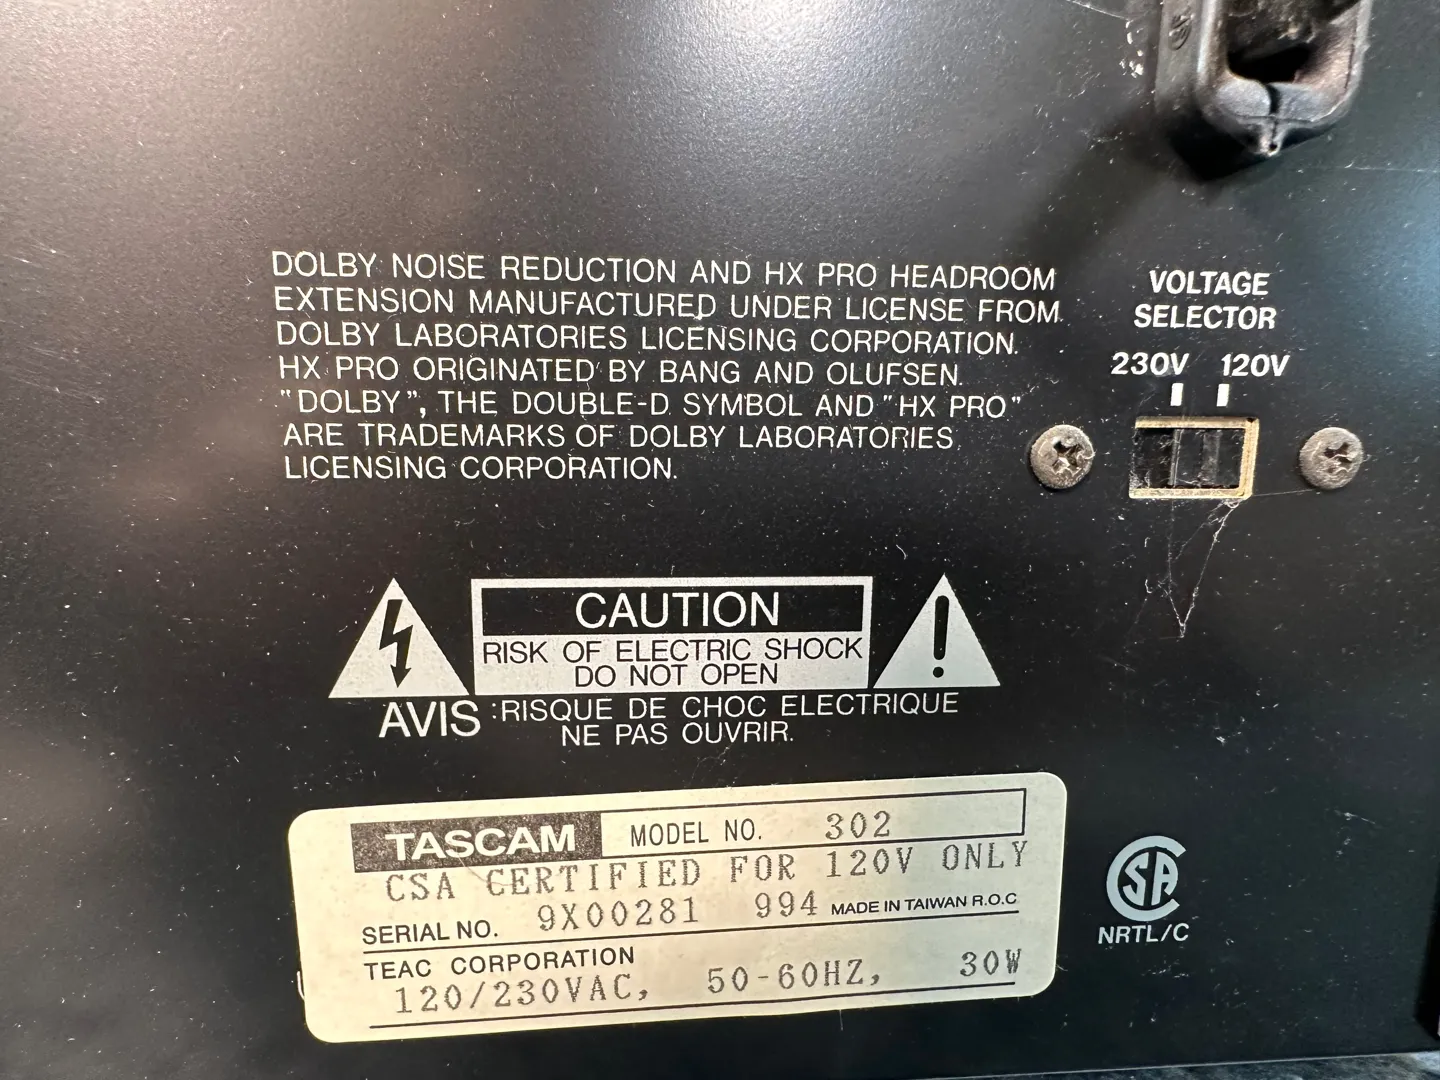 DOLBY NOISE REDUCTION AND HX PRO HEADROOM
EXTENSION MANUFACTURED UNDER LICENSE FROM
DOLBY LABORATORIES LICENSING CORPORATION.
HX PRO ORIGINATED BY BANG AND OLUFSEN.
"DOLBY", THE DOUBLE-D SYMBOL AND "HX PRO"
ARE TRADEMARKS OF DOLBY LABORATORIES
LICENSING CORPORATION.
VOLTAGE
SELECTOR
230V 120V
CAUTION
RISK OF ELECTRIC SHOCK
DO NOT OPEN
AVIS :RISQUE DE CHOC ELECTRIQUE
NE PAS OUVRIR.
TASCAM MODEL NO. 302
CSA CERTIFIED FOR 120V ONLY
SERIAL NO. 9X00281 994 MADE IN TAIWAN R.O.C
TEAC CORPORATION
120/230VAC, 50-60HZ, 30W
CSA
NRTL/C